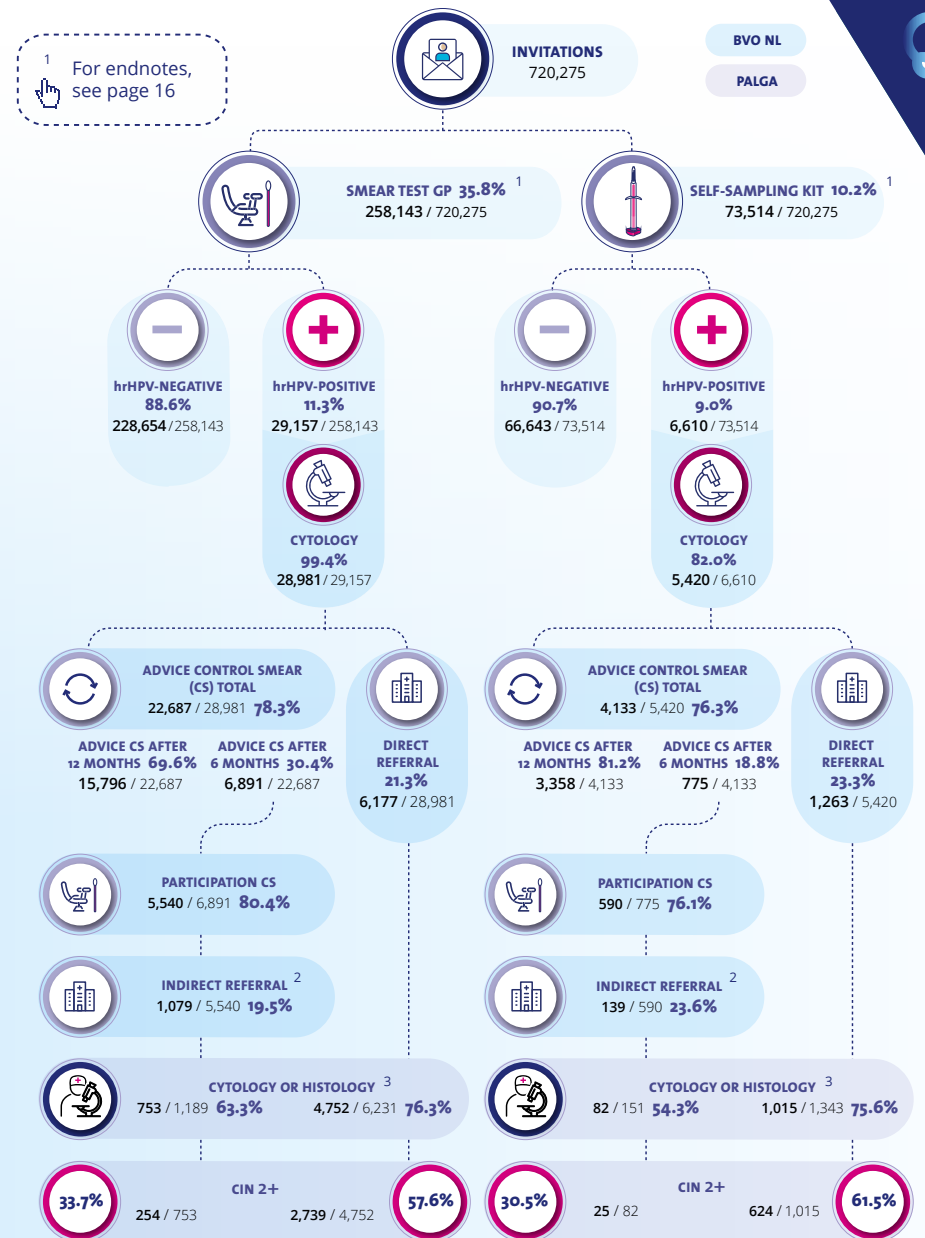 1
For endnotes,
see page 16
INVITATIONS
720,275
BVO NL
PALGA
SMEAR TEST GP 35.8% 1
258,143 / 720,275
SELF-SAMPLING KIT 10.2% 1
73,514 / 720,275
hrHPV-NEGATIVE
88.6%
228,654 / 258,143
hrHPV-POSITIVE
11.3%
29,157 / 258,143
CYTOLOGY
99.4%
28,981 / 29,157
hrHPV-NEGATIVE
90.7%
66,643 / 73,514
hrHPV-POSITIVE
9.0%
6,610 / 73,514
CYTOLOGY
82.0%
5,420 / 6,610
ADVICE CONTROL SMEAR
(CS) TOTAL
22,687 / 28,981 78.3%
ADVICE CS AFTER
12 MONTHS 69.6%
15,796 / 22,687
ADVICE CS AFTER
6 MONTHS 30.4%
6,891 / 22,687
DIRECT
REFERRAL
21.3%
6,177 / 28,981
ADVICE CONTROL SMEAR
(CS) TOTAL
4,133 / 5,420 76.3%
ADVICE CS AFTER
12 MONTHS 81.2%
3,358 / 4,133
ADVICE CS AFTER
6 MONTHS 18.8%
775 / 4,133
DIRECT
REFERRAL
23.3%
1,263 / 5,420
PARTICIPATION CS
5,540 / 6,891 80.4%
PARTICIPATION CS
590 / 775 76.1%
INDIRECT REFERRAL 2
1,079 / 5,540 19.5%
INDIRECT REFERRAL 2
139 / 590 23.6%
CYTOLOGY OR HISTOLOGY 3
753 / 1,189 63.3% 4,752 / 6,231 76.3%
CYTOLOGY OR HISTOLOGY 3
82 / 151 54.3% 1,015 / 1,343 75.6%
CIN 2+
33.7% 254 / 753 2,739 / 4,752 57.6%
CIN 2+
30.5% 25 / 82 624 / 1,015 61.5%